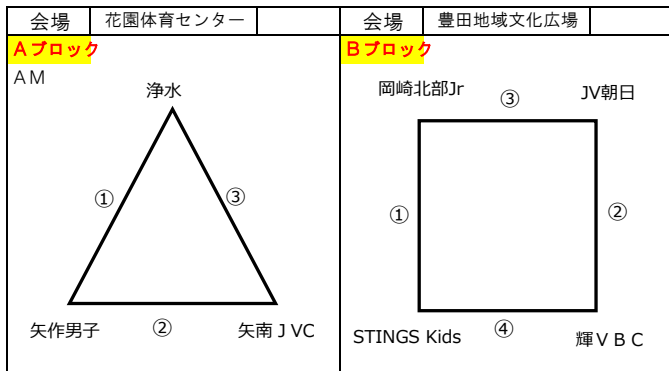 会場 花園体育センター
Aブロック
AM
浄水
①
③
矢作男子
②
矢南JVC
会場 豊田地域文化広場
Bブロック
岡崎北部Jr
③
JV朝日
①
②
STINGS Kids
④
輝VBC